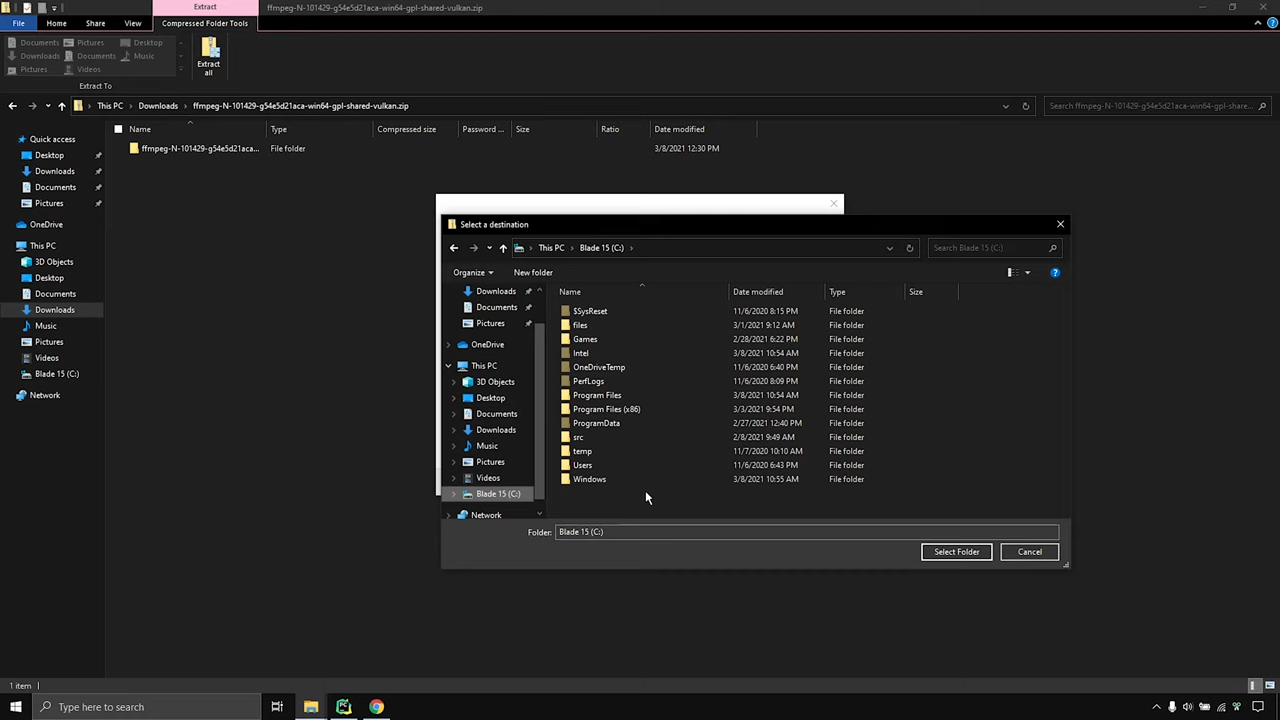 Extract
ffmpeg-N-101429-g54e5d21aca-win64-gpl-shared-vulkan.zip
File
Home
Share
View
Compressed Folder Tools
Documents
Pictures
Desktop
Downloads
Documents
Music
Pictures
Videos
Extract all
Extract To
This PC
Downloads
ffmpeg-N-101429-g54e5d21aca-win64-gpl-shared-vulkan.zip
Search ffmpeg-N-101429-g54e5d21aca-win64-gpl-share...
Name Type Compressed size Password ... Size Ratio Date modified
ffmpeg-N-101429-g54e5d21aca... File folder 3/8/2021 12:30 PM
Quick access
Desktop
Downloads
Documents
Pictures
OneDrive
This PC
3D Objects
Desktop
Documents
Downloads
Music
Pictures
Videos
Blade 15 (C:)
Network
Select a destination
This PC
Blade 15 (C:)
Search Blade 15 (C:)
Organize
New folder
Downloads
Documents
Pictures
OneDrive
This PC
3D Objects
Desktop
Documents
Downloads
Music
Pictures
Videos
Blade 15 (C:)
Network
Name Date modified Type Size
$SysReset 11/6/2020 8:15 PM File folder
files 3/1/2021 9:12 AM File folder
Games 2/28/2021 6:22 PM File folder
Intel 3/8/2021 10:54 AM File folder
OneDriveTemp 11/6/2020 6:40 PM File folder
PerfLogs 11/6/2020 8:09 PM File folder
Program Files 3/8/2021 10:54 AM File folder
Program Files (x86) 3/3/2021 9:54 PM File folder
ProgramData 2/27/2021 12:40 PM File folder
src 2/8/2021 9:49 AM File folder
temp 11/7/2020 10:10 AM File folder
Users 11/6/2020 6:43 PM File folder
Windows 3/8/2021 10:55 AM File folder
Folder: Blade 15 (C:)
Select Folder
Cancel
1 item
Type here to search